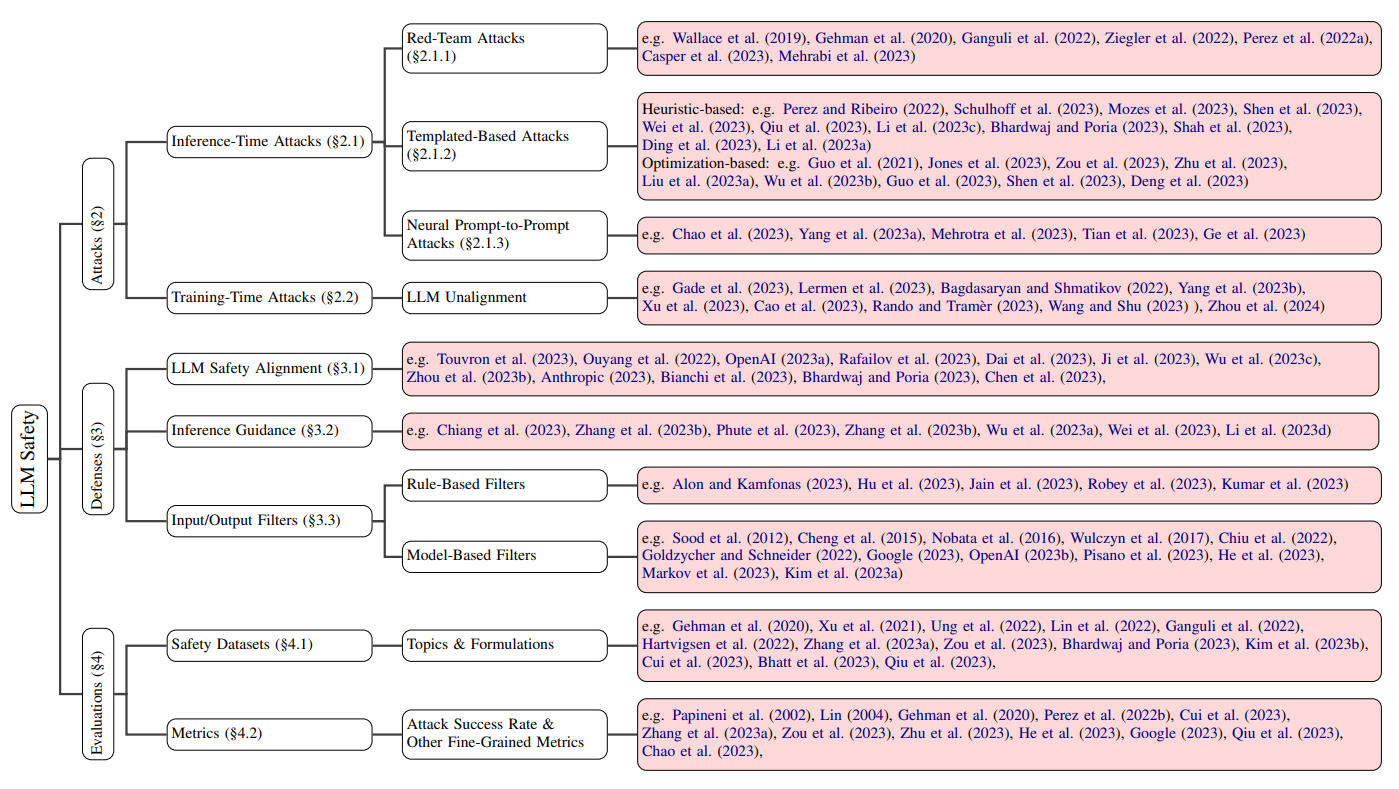 LLM Safety
Attacks (§2)
Inference-Time Attacks (§2.1)
Red-Team Attacks
(§2.1.1)
e.g. Wallace et al. (2019), Gehman et al. (2020), Ganguli et al. (2022), Ziegler et al. (2022), Perez et al. (2022a),
Casper et al. (2023), Mehrabi et al. (2023)
Templated-Based Attacks
(§2.1.2)
Heuristic-based: e.g. Perez and Ribeiro (2022), Schulhoff et al. (2023), Mozes et al. (2023), Shen et al. (2023),
Wei et al. (2023), Qiu et al. (2023), Li et al. (2023c), Bhardwaj and Poria (2023), Shah et al. (2023),
Ding et al. (2023), Li et al. (2023a)
Optimization-based: e.g. Guo et al. (2021), Jones et al. (2023), Zou et al. (2023), Zhu et al. (2023),
Liu et al. (2023a), Wu et al. (2023b), Guo et al. (2023), Shen et al. (2023), Deng et al. (2023)
Neural Prompt-to-Prompt
Attacks (§2.1.3)
e.g. Chao et al. (2023), Yang et al. (2023a), Mehrotra et al. (2023), Tian et al. (2023), Ge et al. (2023)
Training-Time Attacks (§2.2)
LLM Unalignment
e.g. Gade et al. (2023), Lermen et al. (2023), Bagdasaryan and Shmatikov (2022), Yang et al. (2023b),
Xu et al. (2023), Cao et al. (2023), Rando and Tramèr (2023), Wang and Shu (2023) ), Zhou et al. (2024)
Defenses (§3)
LLM Safety Alignment (§3.1)
e.g. Touvron et al. (2023), Ouyang et al. (2022), OpenAI (2023a), Rafailov et al. (2023), Dai et al. (2023), Ji et al. (2023), Wu et al. (2023c),
Zhou et al. (2023b), Anthropic (2023), Bianchi et al. (2023), Bhardwaj and Poria (2023), Chen et al. (2023),
Inference Guidance (§3.2)
e.g. Chiang et al. (2023), Zhang et al. (2023b), Phute et al. (2023), Zhang et al. (2023b), Wu et al. (2023a), Wei et al. (2023), Li et al. (2023d)
Input/Output Filters (§3.3)
Rule-Based Filters
e.g. Alon and Kamfonas (2023), Hu et al. (2023), Jain et al. (2023), Robey et al. (2023), Kumar et al. (2023)
Model-Based Filters
e.g. Sood et al. (2012), Cheng et al. (2015), Nobata et al. (2016), Wulczyn et al. (2017), Chiu et al. (2022),
Goldzycher and Schneider (2022), Google (2023), OpenAI (2023b), Pisano et al. (2023), He et al. (2023),
Markov et al. (2023), Kim et al. (2023a)
Evaluations (§4)
Safety Datasets (§4.1)
Topics & Formulations
e.g. Gehman et al. (2020), Xu et al. (2021), Ung et al. (2022), Lin et al. (2022), Ganguli et al. (2022),
Hartvigsen et al. (2022), Zhang et al. (2023a), Zou et al. (2023), Bhardwaj and Poria (2023), Kim et al. (2023b),
Cui et al. (2023), Bhatt et al. (2023), Qiu et al. (2023),
Metrics (§4.2)
Attack Success Rate &
Other Fine-Grained Metrics
e.g. Papineni et al. (2002), Lin (2004), Gehman et al. (2020), Perez et al. (2022b), Cui et al. (2023),
Zhang et al. (2023a), Zou et al. (2023), Zhu et al. (2023), He et al. (2023), Google (2023), Qiu et al. (2023),
Chao et al. (2023),